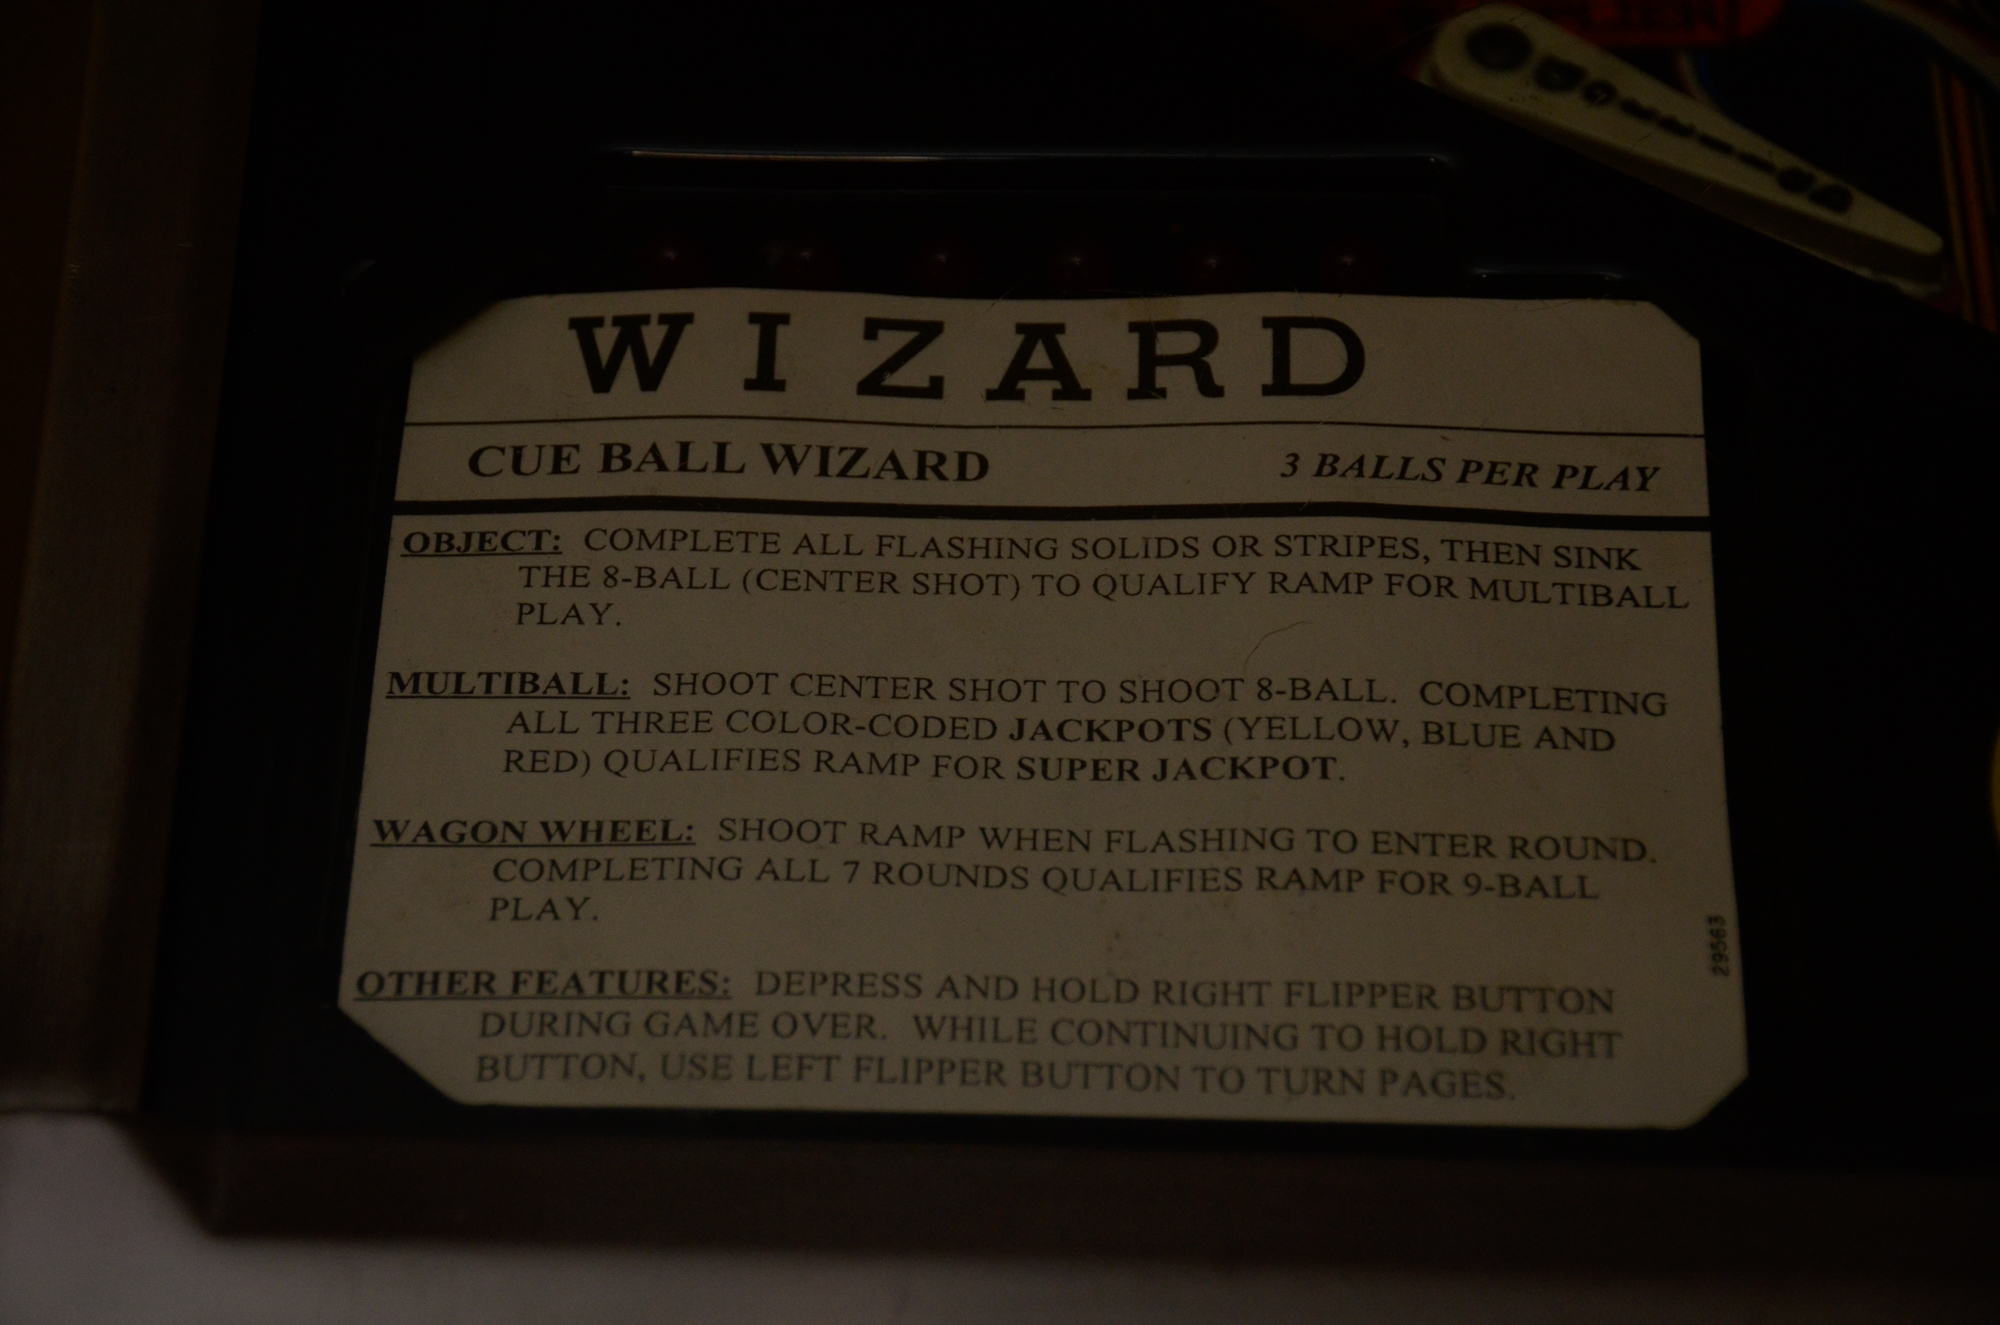 WIZARD
CUE BALL WIZARD 3 BALLS PER PLAY
OBJECT: COMPLETE ALL FLASHING SOLIDS OR STRIPES, THEN SINK
THE 8-BALL (CENTER SHOT) TO QUALIFY RAMP FOR MULTIBALL
PLAY.
MULTIBALL: SHOOT CENTER SHOT TO SHOOT 8-BALL. COMPLETING
ALL THREE COLOR-CODED JACKPOTS (YELLOW, BLUE AND
RED) QUALIFIES RAMP FOR SUPER JACKPOT.
WAGON WHEEL: SHOOT RAMP WHEN FLASHING TO ENTER ROUND.
COMPLETING ALL 7 ROUNDS QUALIFIES RAMP FOR 9-BALL
PLAY.
OTHER FEATURES: DEPRESS AND HOLD RIGHT FLIPPER BUTTON
DURING GAME OVER. WHILE CONTINUING TO HOLD RIGHT
BUTTON, USE LEFT FLIPPER BUTTON TO TURN PAGES.
29563